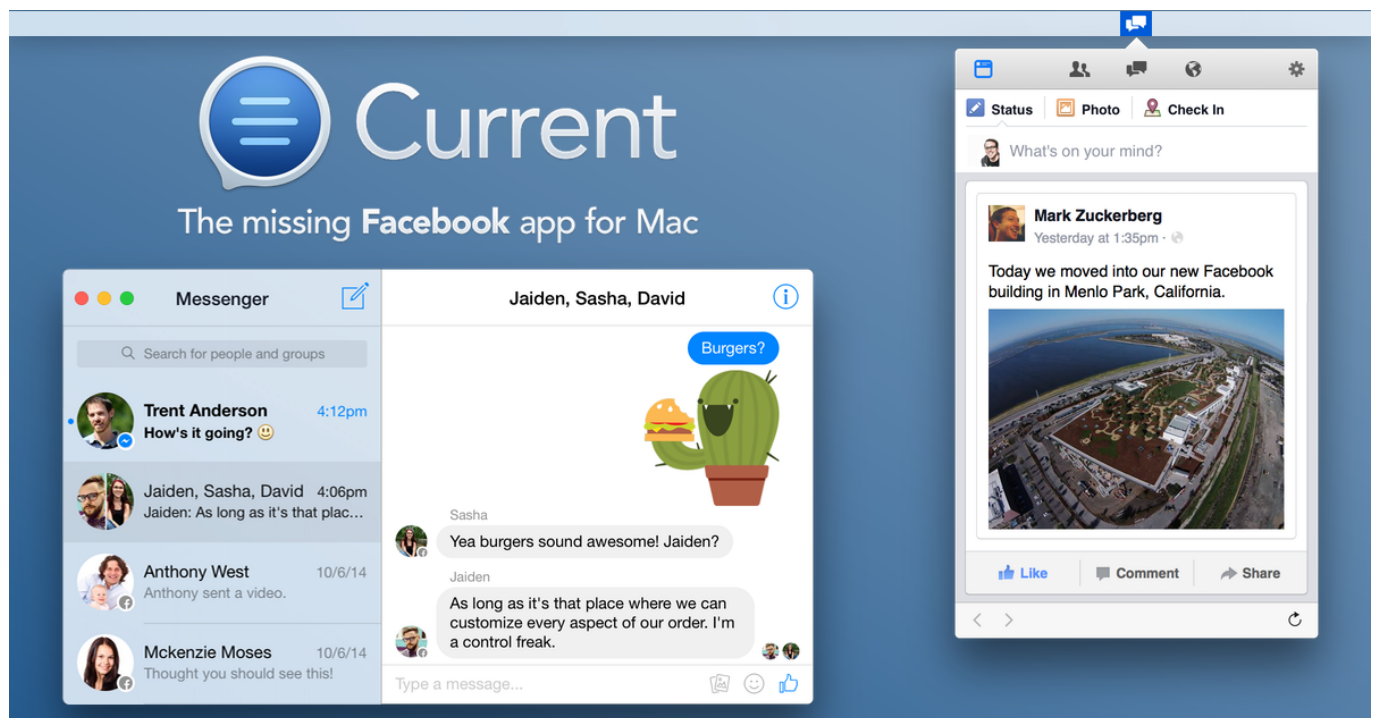 Current
The missing Facebook app for Mac
Messenger
Search for people and groups
Trent Anderson 4:12pm
How's it going? 😃
Jaiden, Sasha, David 4:06pm
Jaiden: As long as it's that plac...
Anthony West 10/6/14
Anthony sent a video.
Mckenzie Moses 10/6/14
Thought you should see this!
Jaiden, Sasha, David
Burgers?
Sasha
Yea burgers sound awesome! Jaiden?
Jaiden
As long as it's that place where we can
customize every aspect of our order. I'm
a control freak.
Type a message...
Status Photo Check In
What's on your mind?
Mark Zuckerberg
Yesterday at 1:35pm ·
Today we moved into our new Facebook
building in Menlo Park, California.
Like Comment Share